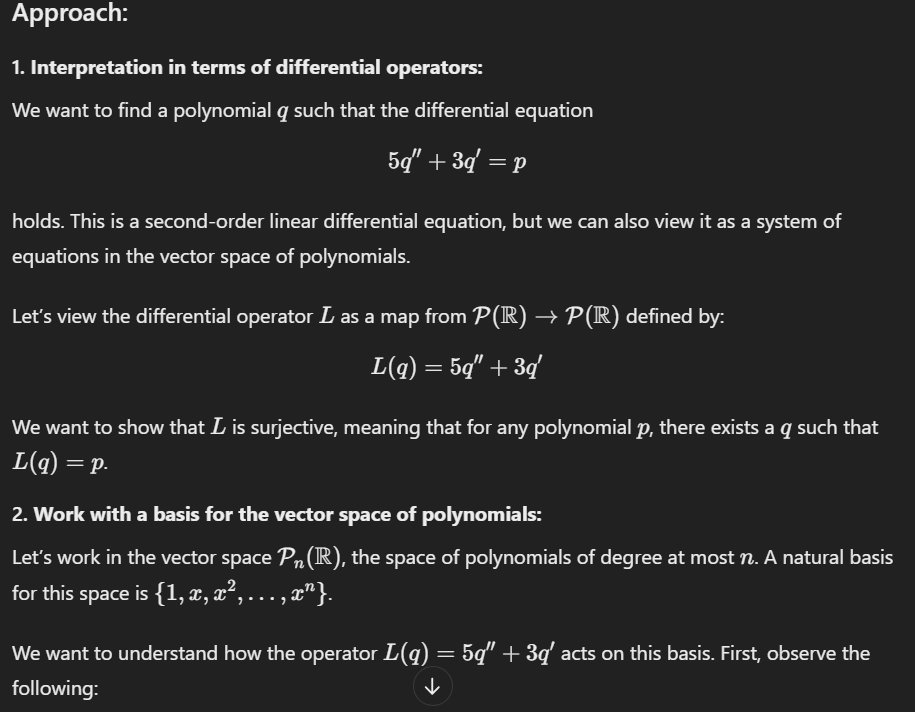 Approach:
1. Interpretation in terms of differential operators:
We want to find a polynomial q such that the differential equation
5q′′ + 3q′ = p
holds. This is a second-order linear differential equation, but we can also view it as a system of
equations in the vector space of polynomials.
Let’s view the differential operator L as a map from 𝒫(ℝ) → 𝒫(ℝ) defined by:
L(q) = 5q′′ + 3q′
We want to show that L is surjective, meaning that for any polynomial p, there exists a q such that
L(q) = p.
2. Work with a basis for the vector space of polynomials:
Let’s work in the vector space 𝒫ₙ(ℝ), the space of polynomials of degree at most n. A natural basis
for this space is {1, x, x², . . . , xⁿ}.
We want to understand how the operator L(q) = 5q′′ + 3q′ acts on this basis. First, observe the
following: